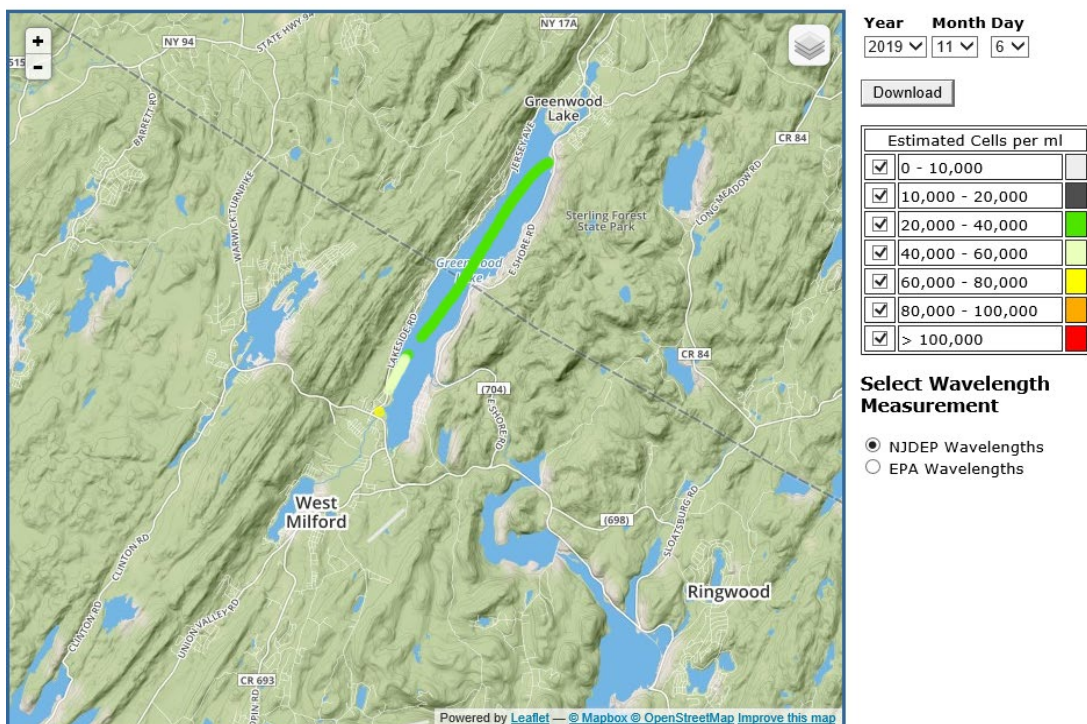 +
-
NY 94
STATE HWY 94
NY 17A
515
BARRETT RD
WARWICK TURNPIKE
JERSEY AVE
Greenwood
Lake
CR 84
LONG MEADOW RD
Sterling Forest
State Park
E SHORE RD
Greenwood
Lake
LAKESIDE RD
CR 84
(704)
E SHORE RD
West
Milford
(698)
SLOATSBURG RD
Ringwood
CLINTON RD
CLINTON RD
UNION VALLEY RD
CR 693
PIN RD
Powered by Leaflet — © Mapbox © OpenStreetMap Improve this map
Year Month Day
2019 11 6
Download
Estimated Cells per ml
0 - 10,000
10,000 - 20,000
20,000 - 40,000
40,000 - 60,000
60,000 - 80,000
80,000 - 100,000
> 100,000
Select Wavelength
Measurement
NJDEP Wavelengths
EPA Wavelengths